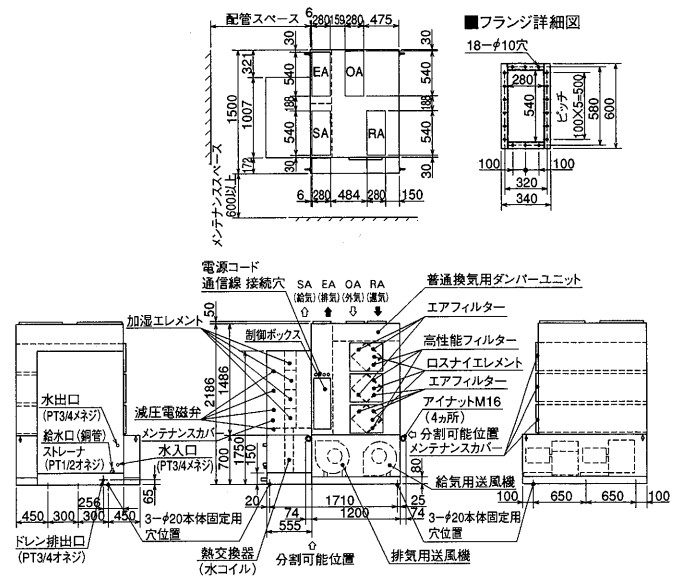 配管スペース
6
280 159 280
475
30
540
188
540
30
321
1007
172
1500
EA
OA
SA
RA
30
540
188
540
30
メンテナンススペース
600以上
6
280
484
280
150
■フランジ詳細図
18−φ10穴
280
540
ピッチ
100×5=500
580
600
100
100
320
340
電源コード
通信線 接続穴
SA
(給気)
EA
(排気)
OA
(外気)
RA
(還気)
普通換気用ダンパーユニット
加湿エレメント
制御ボックス
エアフィルター
高性能フィルター
ロスナイエレメント
エアフィルター
アイナットM16
(4ヵ所)
分割可能位置
メンテナンスカバー
50
2186
1486
700
1750
150
減圧電磁弁
メンテナンスカバー
水出口
(PT3/4メネジ)
給水口(銅管)
ストレーナ
(PT1/2オネジ)
水入口
(PT3/4メネジ)
256
65
450
300
300
450
ドレン排出口
(PT3/4オネジ)
3−φ20本体固定用
穴位置
20
1710
25
74
1200
74
555
80
熱交換器
(水コイル)
分割可能位置
排気用送風機
給気用送風機
3−φ20本体固定用
穴位置
100
650
650
100